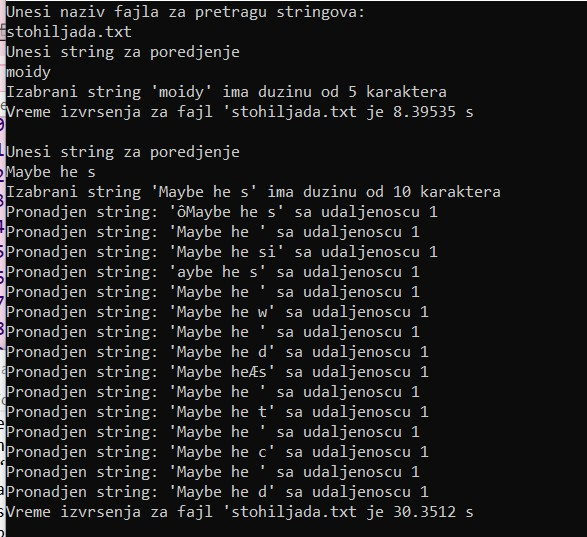 Unesi naziv fajla za pretragu stringova:
stohiljada.txt
Unesi string za poredjenje
moidy
Izabrani string 'moidy' ima duzinu od 5 karaktera
Vreme izvrsenja za fajl 'stohiljada.txt je 8.39535 s
Unesi string za poredjenje
Maybe he s
Izabrani string 'Maybe he s' ima duzinu od 10 karaktera
Pronadjen string: 'ôMaybe he s' sa udaljenoscu 1
Pronadjen string: 'Maybe he ' sa udaljenoscu 1
Pronadjen string: 'Maybe he si' sa udaljenoscu 1
Pronadjen string: 'aybe he s' sa udaljenoscu 1
Pronadjen string: 'Maybe he ' sa udaljenoscu 1
Pronadjen string: 'Maybe he w' sa udaljenoscu 1
Pronadjen string: 'Maybe he ' sa udaljenoscu 1
Pronadjen string: 'Maybe he d' sa udaljenoscu 1
Pronadjen string: 'Maybe heÆs' sa udaljenoscu 1
Pronadjen string: 'Maybe he ' sa udaljenoscu 1
Pronadjen string: 'Maybe he t' sa udaljenoscu 1
Pronadjen string: 'Maybe he ' sa udaljenoscu 1
Pronadjen string: 'Maybe he c' sa udaljenoscu 1
Pronadjen string: 'Maybe he ' sa udaljenoscu 1
Pronadjen string: 'Maybe he d' sa udaljenoscu 1
Vreme izvrsenja za fajl 'stohiljada.txt je 30.3512 s